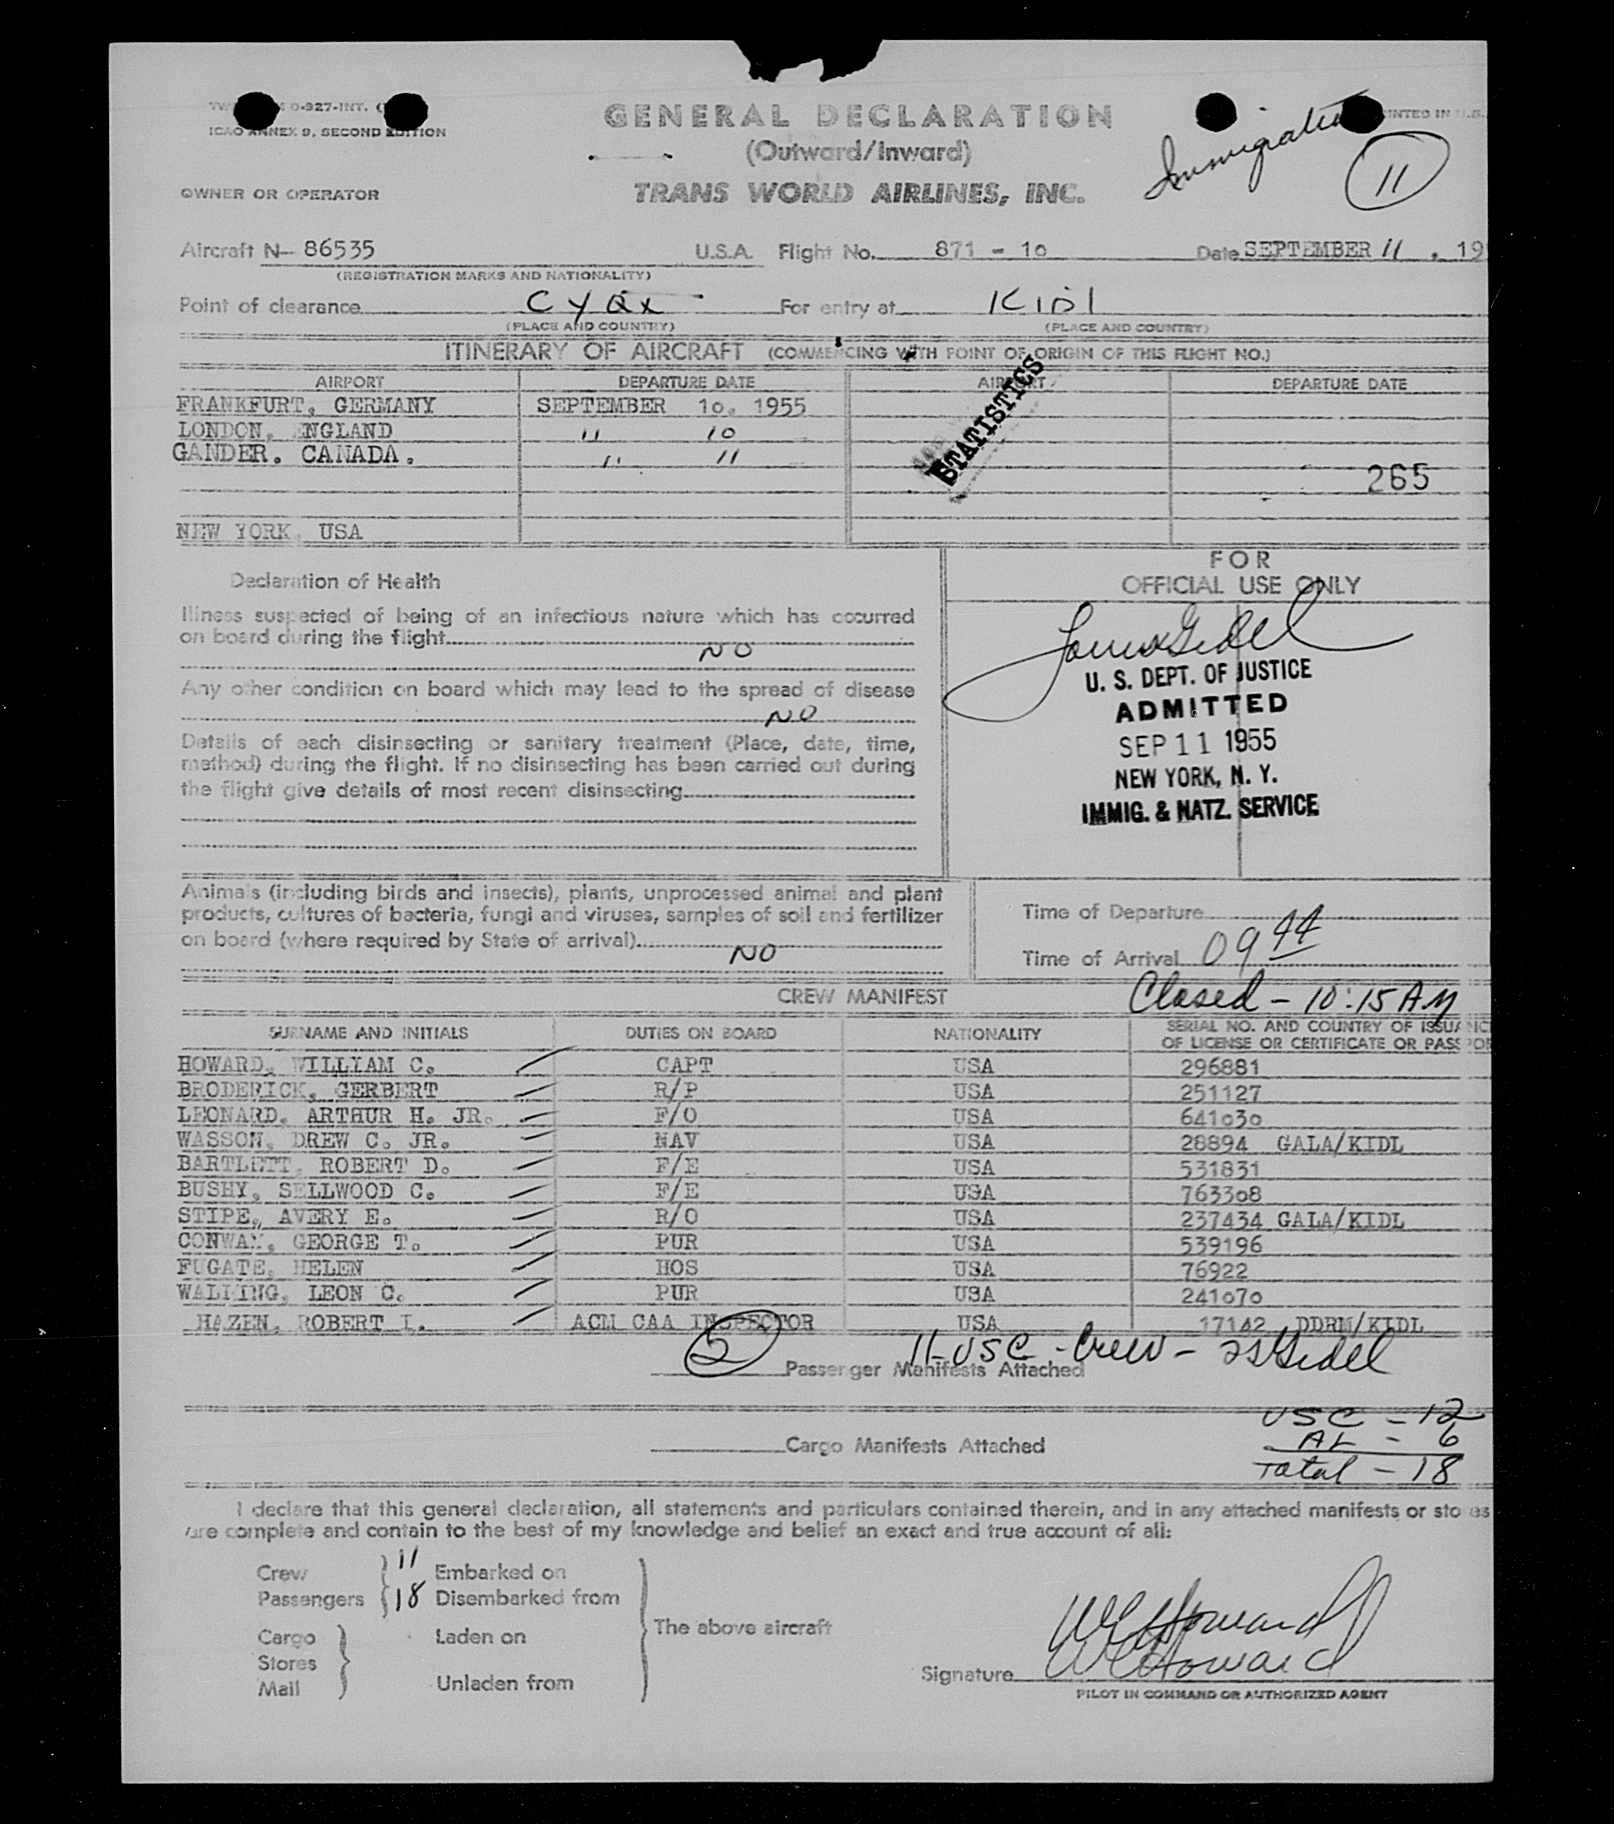 0-927-INT.
ICAO ANNEX 9, SECOND EDITION
GENERAL DECLARATION
PRINTED IN U.S.
(Outward/Inward)
Immigration
11
OWNER OR OPERATOR
TRANS WORLD AIRLINES, INC.
Aircraft N- 86535 U.S.A. Flight No. 871 - 10 Date SEPTEMBER 11 , 19
(REGISTRATION MARKS AND NATIONALITY)
Point of clearance CYQX For entry at KIDL
(PLACE AND COUNTRY) (PLACE AND COUNTRY)
ITINERARY OF AIRCRAFT (COMMENCING WITH POINT OF ORIGIN OF THIS FLIGHT NO.)
AIRPORT DEPARTURE DATE AIRPORT DEPARTURE DATE
FRANKFURT, GERMANY SEPTEMBER 10, 1955
LONDON, ENGLAND " 10
GANDER. CANADA. " 11
STATISTICS
265
NEW YORK, USA
FOR
OFFICIAL USE ONLY
Declaration of Health
Illness suspected of being of an infectious nature which has occurred
on board during the flight
NO
Any other condition on board which may lead to the spread of disease
NO
Details of each disinsecting or sanitary treatment (Place, date, time,
method) during the flight. If no disinsecting has been carried out during
the flight give details of most recent disinsecting
U. S. DEPT. OF JUSTICE
ADMITTED
SEP 11 1955
NEW YORK, N. Y.
IMMIG. & NATZ. SERVICE
Animals (including birds and insects), plants, unprocessed animal and plant
products, cultures of bacteria, fungi and viruses, samples of soil and fertilizer
on board (where required by State of arrival) NO
Time of Departure
Time of Arrival 0944
Closed - 10:15 AM
CREW MANIFEST
SURNAME AND INITIALS DUTIES ON BOARD NATIONALITY SERIAL NO. AND COUNTRY OF ISSUANCE
OF LICENSE OR CERTIFICATE OR PASSPOR
HOWARD, WILLIAM C. CAPT USA 296881
BRODERICK, GERBERT R/P USA 251127
LEONARD, ARTHUR H. JR. F/O USA 641030
WASSON, DREW C. JR. NAV USA 28894 GALA/KIDL
BARTLETT, ROBERT D. F/E USA 531831
BUSHY, SELLWOOD C. F/E USA 763308
STIPE, AVERY E. R/O USA 237434 GALA/KIDL
CONWAY, GEORGE T. PUR USA 539196
FUGATE, HELEN HOS USA 76922
WALLING, LEON C. PUR USA 241070
HAZEN, ROBERT L. ACM CAA INSPECTOR USA 17142 DDRM/KIDL
2 Passenger Manifests Attached
11-USC-Crew-
USC - 12
AL - 6
Total - 18
Cargo Manifests Attached
I declare that this general declaration, all statements and particulars contained therein, and in any attached manifests or stores
are complete and contain to the best of my knowledge and belief an exact and true account of all:
Crew 11 Embarked on
Passengers 18 Disembarked from
The above aircraft
Cargo Laden on
Stores
Mail Unladen from
WC Howard
WC Howard
Signature
PILOT IN COMMAND OR AUTHORIZED AGENT